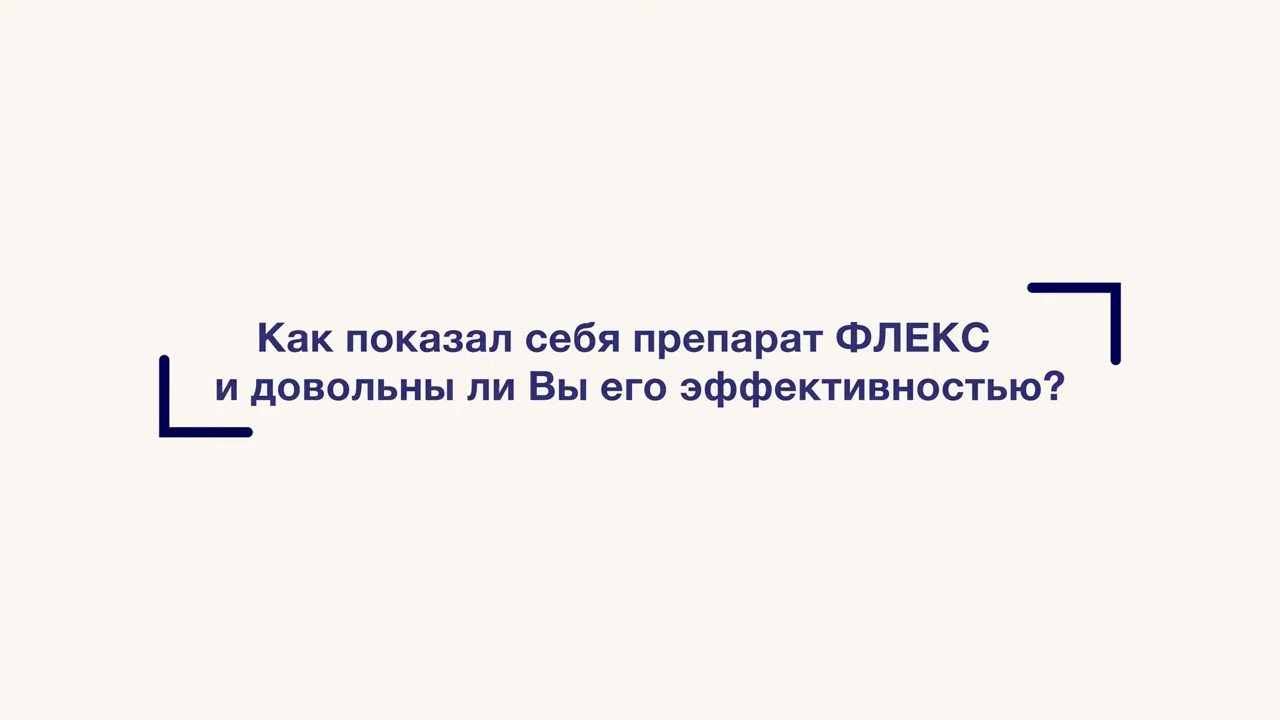 Как показал себя препарат ФЛЕКС
и довольны ли Вы его эффективностью?